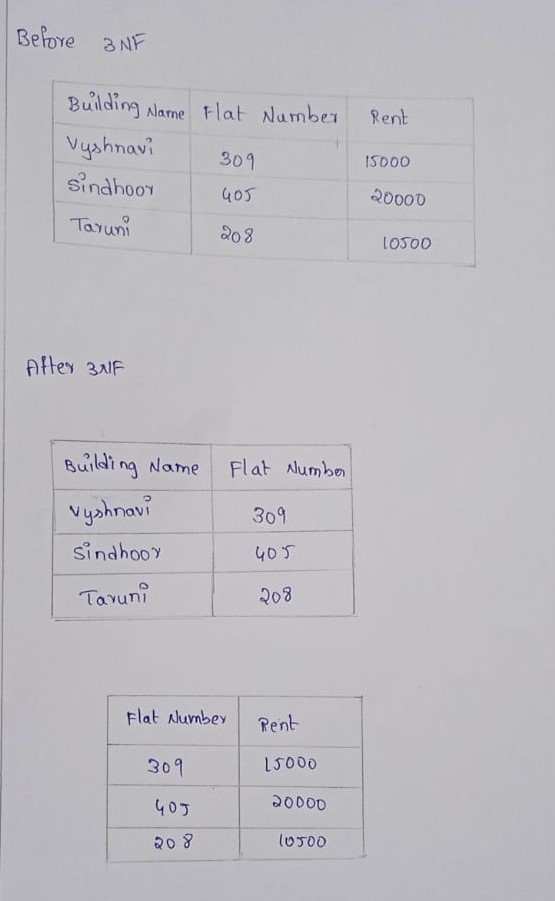 Before 3NF
Building Name Flat Number Rent
Vyshnavi 309 15000
Sindhoor 405 20000
Taruni 208 10500
After 3NF
Building Name Flat Number
Vyshnavi 309
Sindhoor 405
Taruni 208
Flat Number Rent
309 15000
405 20000
208 10500